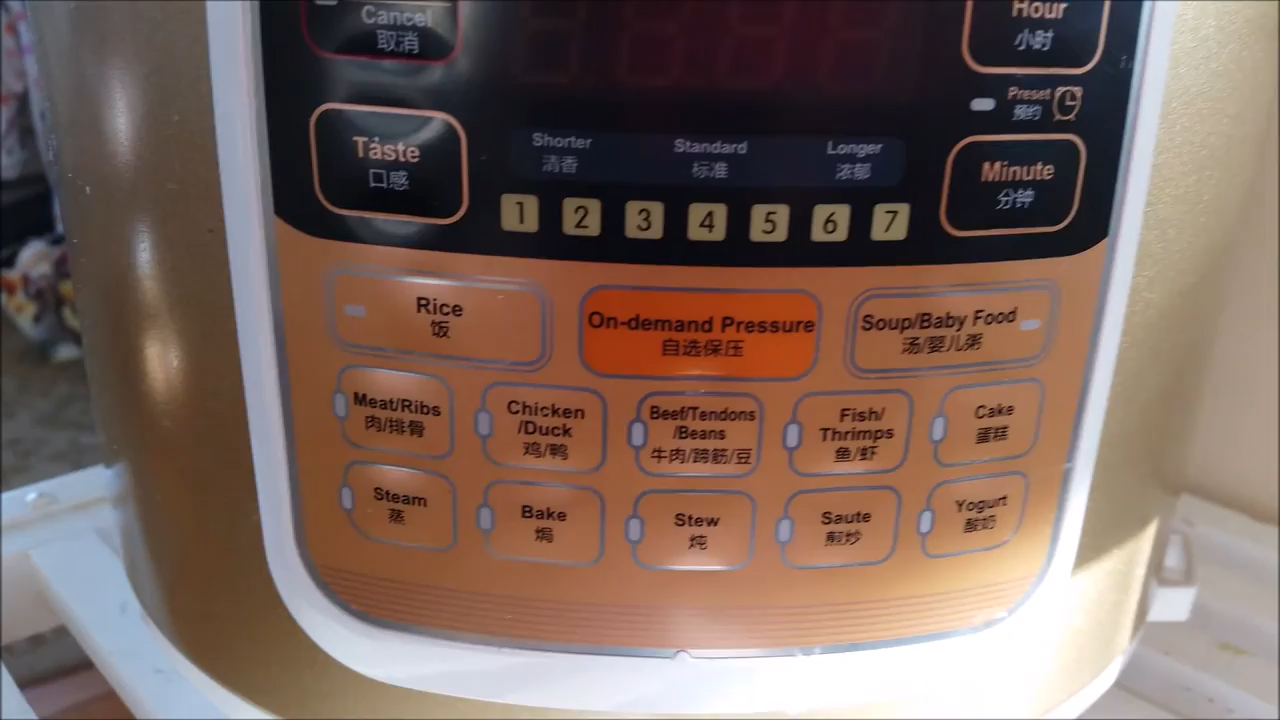 Cancel
取消
Hour
小时
Preset
预约
Taste
口感
Shorter
清香
Standard
标准
Longer
浓郁
Minute
分钟
1 2 3 4 5 6 7
Rice
饭
On-demand Pressure
自选保压
Soup/Baby Food
汤/婴儿粥
Meat/Ribs
肉/排骨
Chicken
/Duck
鸡/鸭
Beef/Tendons
/Beans
牛肉/蹄筋/豆
Fish/
Thrimps
鱼/虾
Cake
蛋糕
Steam
蒸
Bake
焗
Stew
炖
Saute
煎炒
Yogurt
酸奶